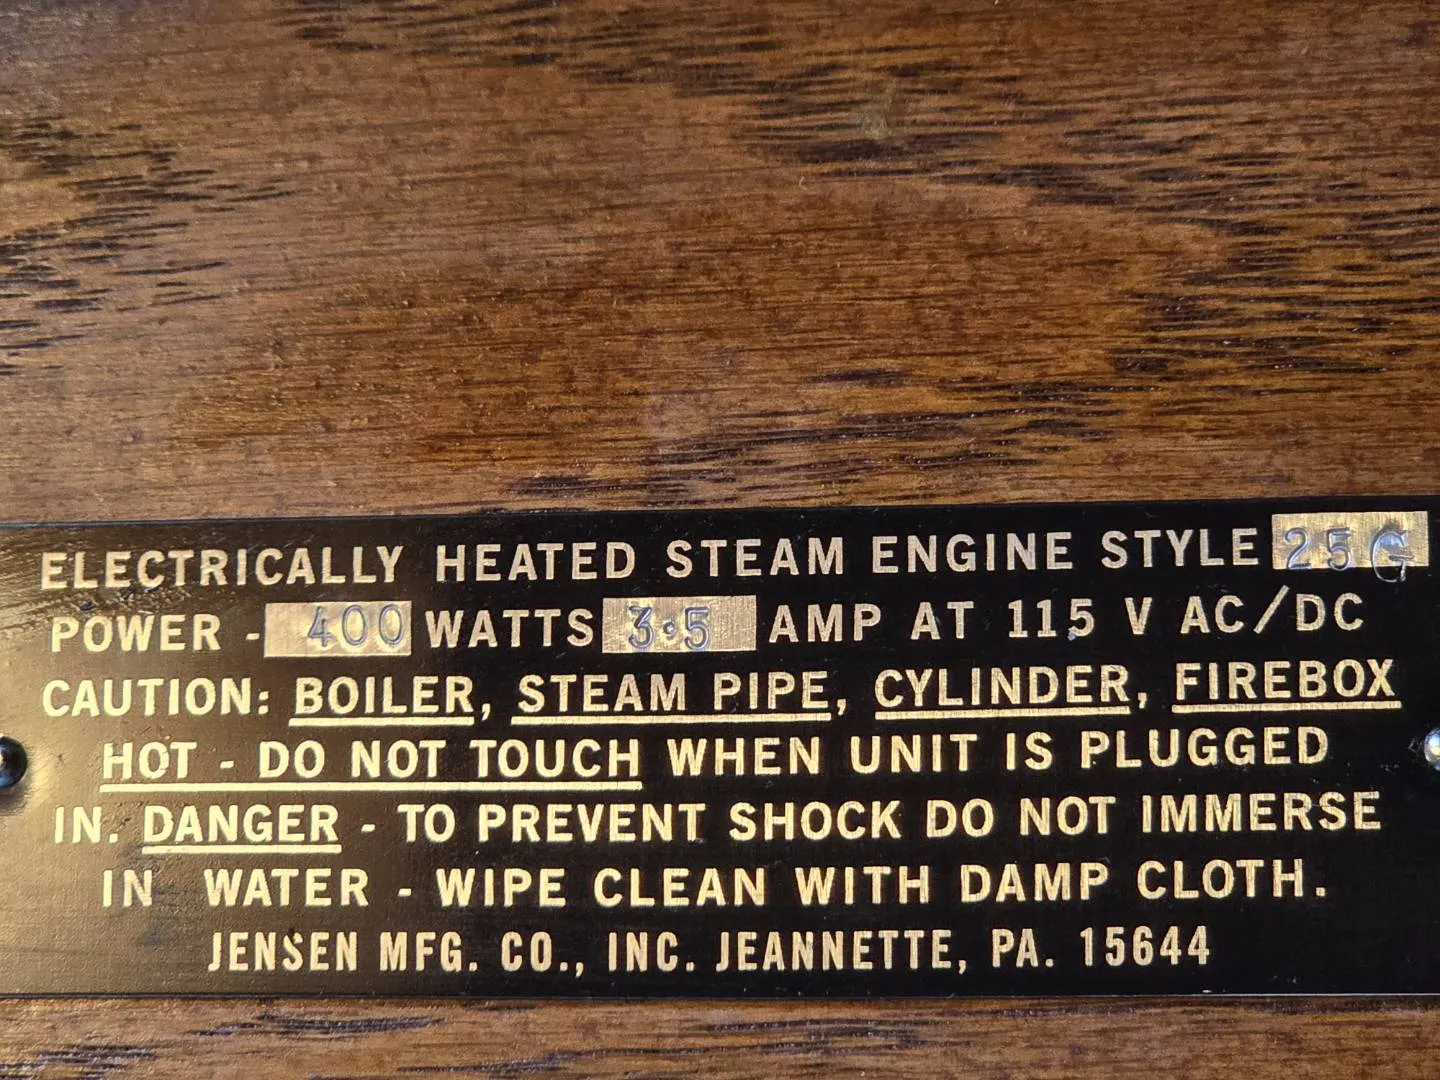 ELECTRICALLY HEATED STEAM ENGINE STYLE 25G
POWER - 400 WATTS 3.5 AMP AT 115 V AC/DC
CAUTION: BOILER, STEAM PIPE, CYLINDER, FIREBOX
HOT - DO NOT TOUCH WHEN UNIT IS PLUGGED
IN. DANGER - TO PREVENT SHOCK DO NOT IMMERSE
IN WATER - WIPE CLEAN WITH DAMP CLOTH.
JENSEN MFG. CO., INC. JEANNETTE, PA. 15644